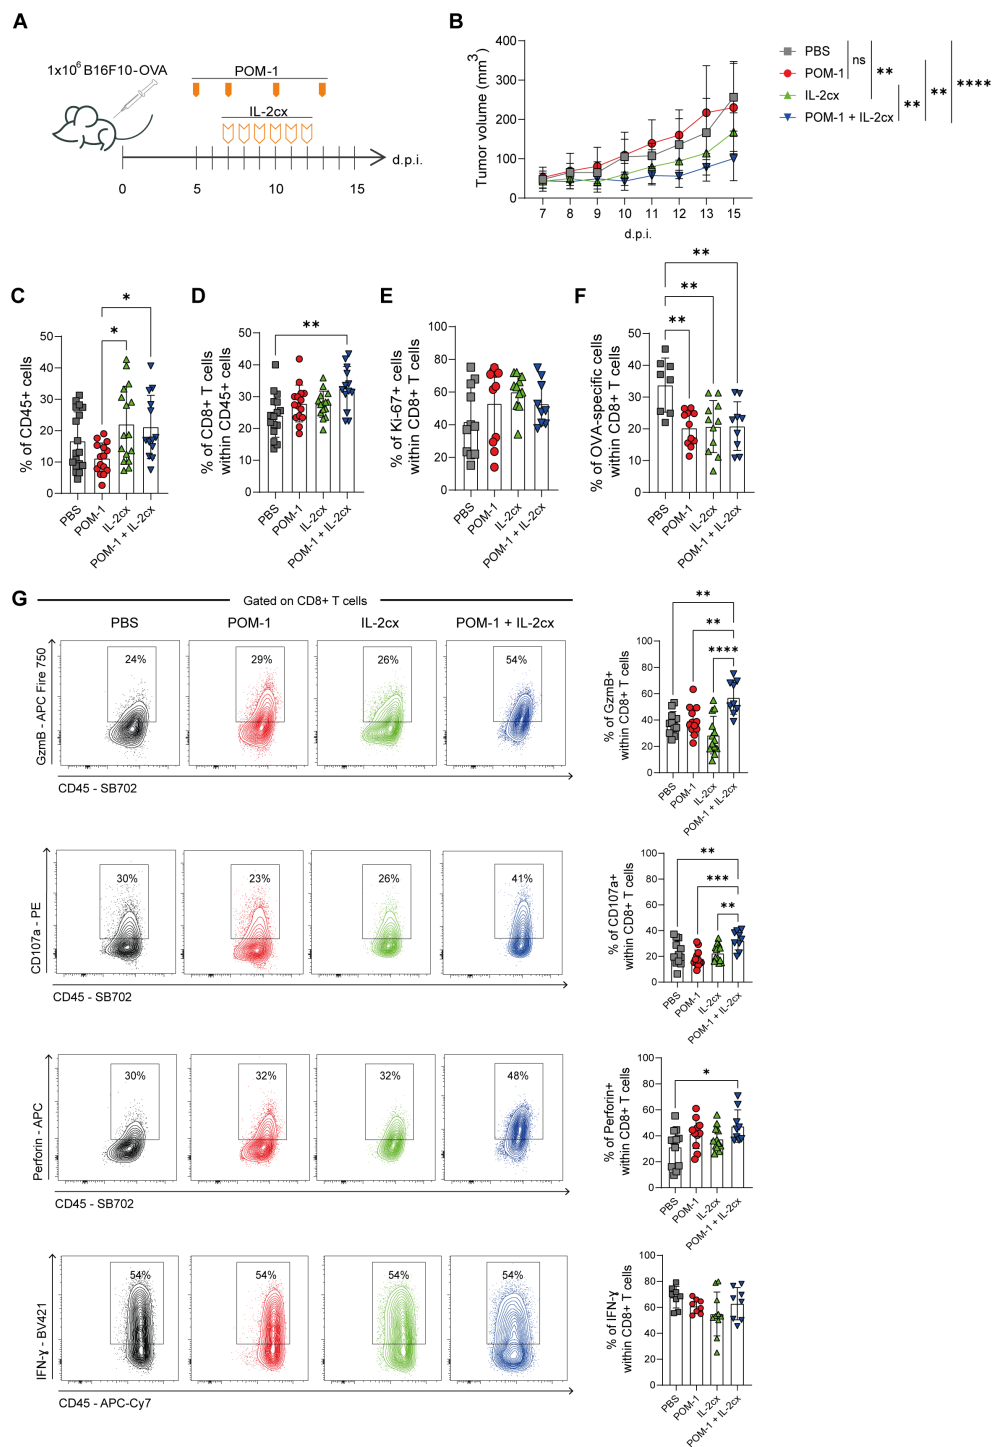 A
1x10⁶ B16F10-OVA
POM-1
IL-2cx
d.p.i.
0 5 10 15
B
Tumor volume (mm³)
400
300
200
100
0
7 8 9 10 11 12 13 15
d.p.i.
PBS
POM-1
IL-2cx
POM-1 + IL-2cx
ns
**
**
**
****
C
% of CD45+ cells
50
40
30
20
10
0
*
*
PBS
POM-1
IL-2cx
POM-1 + IL-2cx
D
% of CD8+ T cells
within CD45+ cells
50
40
30
20
10
0
**
PBS
POM-1
IL-2cx
POM-1 + IL-2cx
E
% of Ki-67+ cells
within CD8+ T cells
100
80
60
40
20
0
PBS
POM-1
IL-2cx
POM-1 + IL-2cx
F
% of OVA-specific cells
within CD8+ T cells
50
40
30
20
10
0
**
**
**
PBS
POM-1
IL-2cx
POM-1 + IL-2cx
G
Gated on CD8+ T cells
PBS POM-1 IL-2cx POM-1 + IL-2cx
GzmB - APC Fire 750
24% 29% 26% 54%
CD45 - SB702
% of GzmB+
within CD8+ T cells
100
80
60
40
20
0
**
**
****
PBS
POM-1
IL-2cx
POM-1 + IL-2cx
CD107a - PE
30% 23% 26% 41%
CD45 - SB702
% of CD107a+
within CD8+ T cells
100
80
60
40
20
0
**
***
**
PBS
POM-1
IL-2cx
POM-1 + IL-2cx
Perforin - APC
30% 32% 32% 48%
CD45 - SB702
% of Perforin+
within CD8+ T cells
100
80
60
40
20
0
*
PBS
POM-1
IL-2cx
POM-1 + IL-2cx
IFN-γ - BV421
54% 54% 54% 54%
CD45 - APC-Cy7
% of IFN-γ
within CD8+ T cells
100
80
60
40
20
0
PBS
POM-1
IL-2cx
POM-1 + IL-2cx